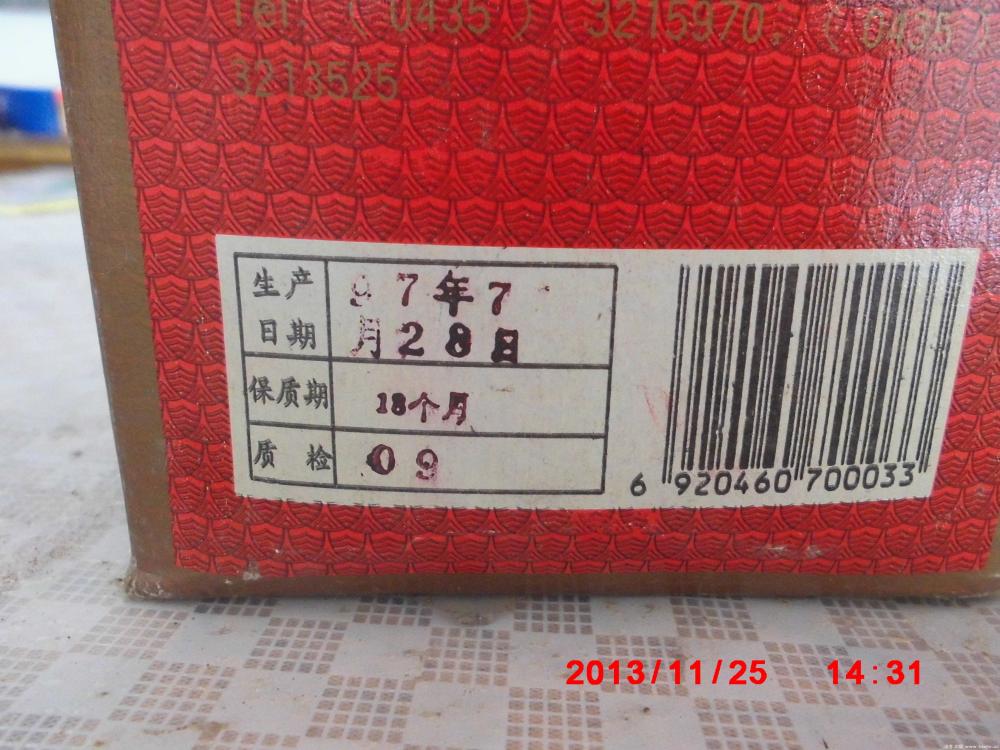 Tel. ( 0435 ) 3215970. ( 0435 )
3213525
生产日期
97年7月28日
保质期
18个月
质 检
09
6 920460 700033
2013/11/25 14:31